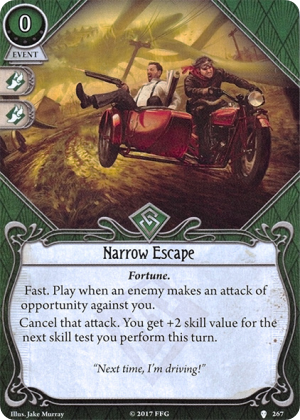 0
EVENT
Narrow Escape
Fortune.
Fast. Play when an enemy makes an attack of
opportunity against you.
Cancel that attack. You get +2 skill value for the
next skill test you perform this turn.
"Next time, I'm driving!"
Illus. Jake Murray
© 2017 FFG
267